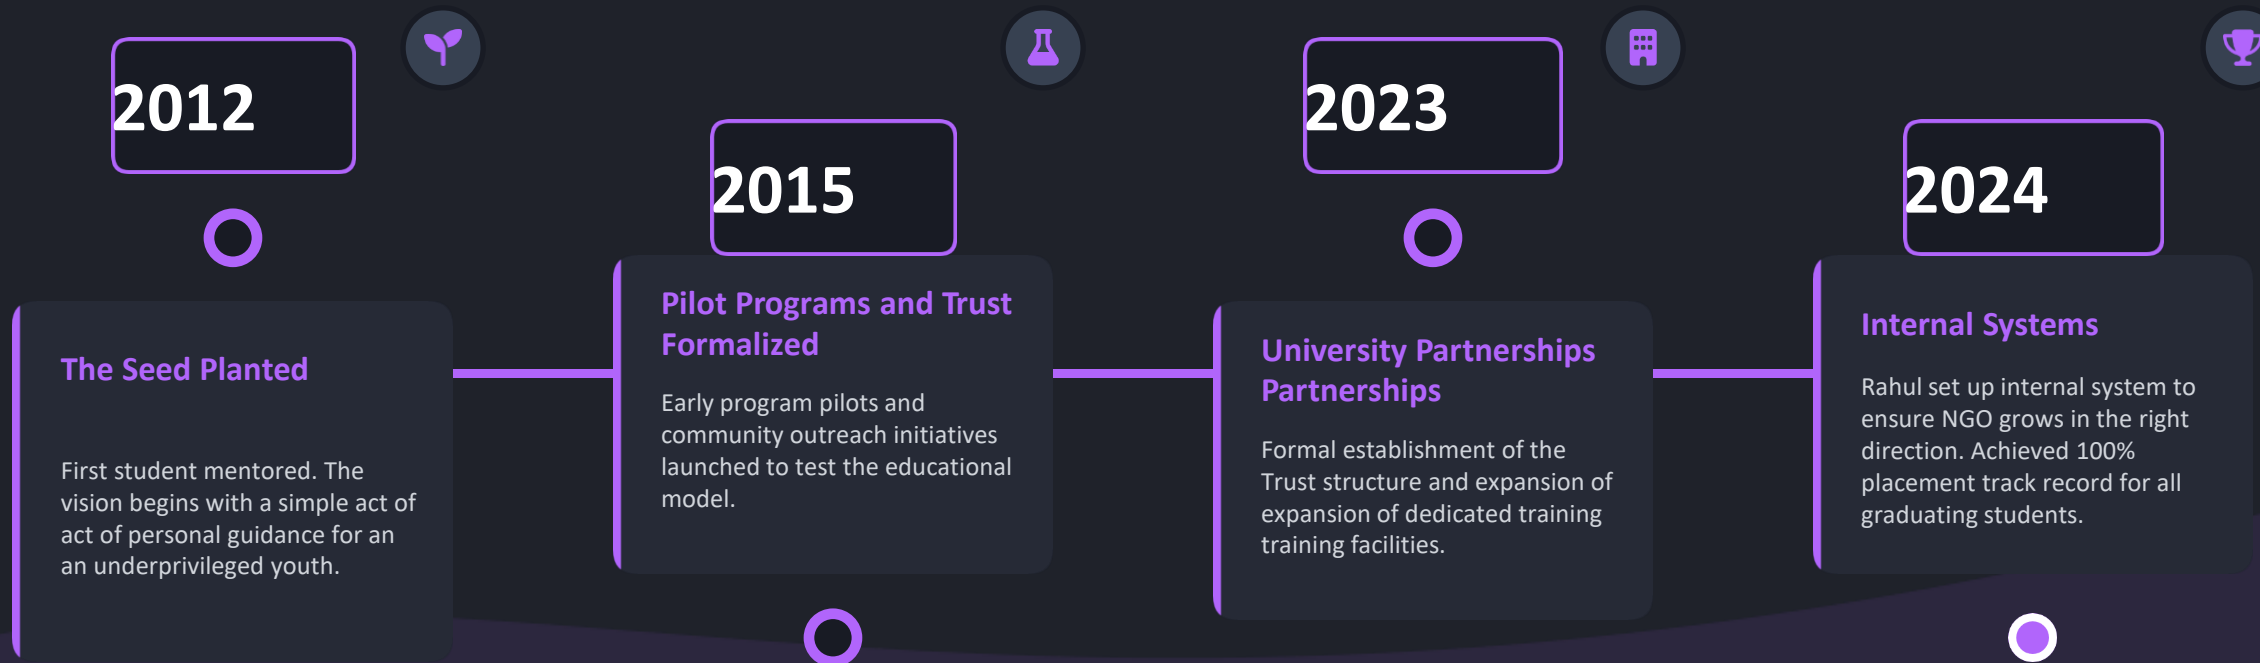 2012
The Seed Planted
First student mentored. The
vision begins with a simple act of
act of personal guidance for an
an underprivileged youth.
2015
Pilot Programs and Trust
Formalized
Early program pilots and
community outreach initiatives
launched to test the educational
model.
2023
University Partnerships
Partnerships
Formal establishment of the
Trust structure and expansion of
expansion of dedicated training
training facilities.
2024
Internal Systems
Rahul set up internal system to
ensure NGO grows in the right
direction. Achieved 100%
placement track record for all
graduating students.